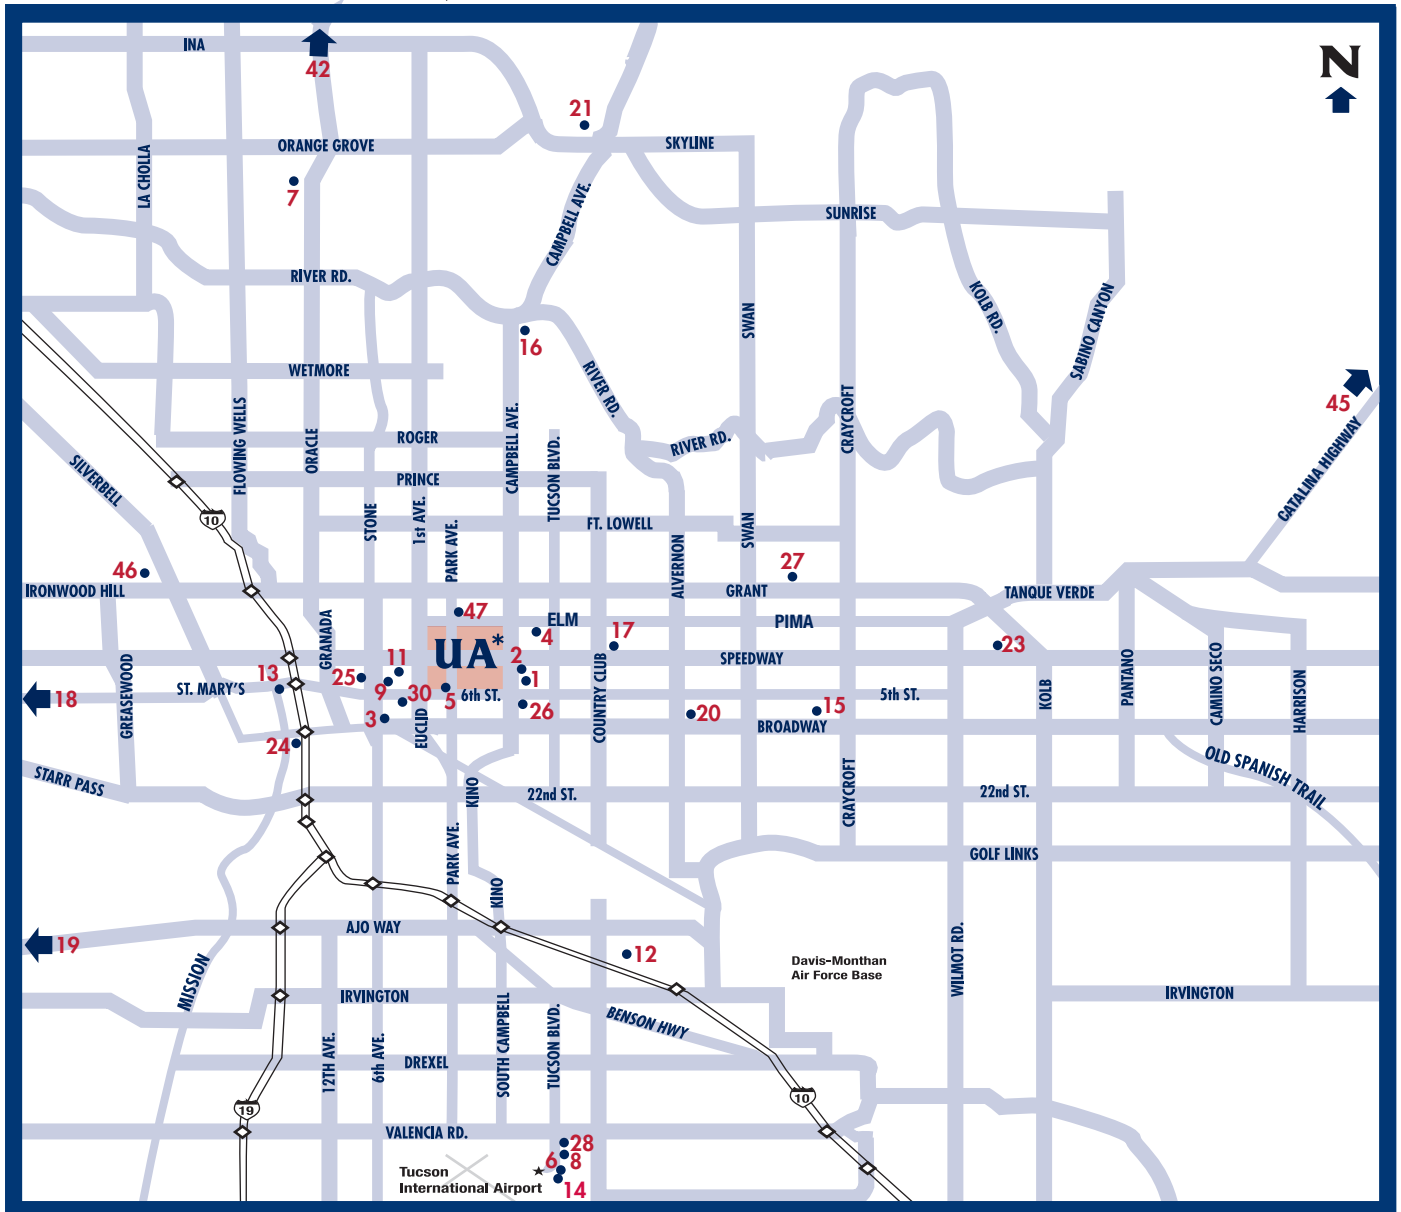 INA
42
N
21
ORANGE GROVE
SKYLINE
LA CHOLLA
7
CAMPBELL AVE.
SUNRISE
RIVER RD.
KOLB RD.
SABINO CANYON
SWAN
16
WETMORE
RIVER RD.
45
FLOWING WELLS
ORACLE
ROGER
CAMPBELL AVE.
TUCSON BLVD.
RIVER RD.
CRAYCROFT
CATALINA HIGHWAY
SILVERBELL
PRINCE
10
STONE
1st AVE.
PARK AVE.
FT. LOWELL
ALVERNON
SWAN
46
27
IRONWOOD HILL
GRANT
TANQUE VERDE
47
ELM
PIMA
4
17
23
GRANADA
UA*
SPEEDWAY
2
11
1
25
9
13
ST. MARY'S
18
30
5
6th ST.
26
3
EUCLID
COUNTRY CLUB
20
15
5th ST.
BROADWAY
KOLB
PANTANO
CAMINO SECO
HARRISON
GREASEWOOD
24
STARR PASS
KINO
22nd ST.
22nd ST.
OLD SPANISH TRAIL
CRAYCROFT
PARK AVE.
GOLF LINKS
KINO
AJO WAY
19
12
WILMOT RD.
Davis-Monthan
Air Force Base
MISSION
IRVINGTON
IRVINGTON
SOUTH CAMPBELL
TUCSON BLVD.
BENSON HWY
12TH AVE.
6th AVE.
DREXEL
19
10
VALENCIA RD.
28
6
8
14
Tucson
International Airport